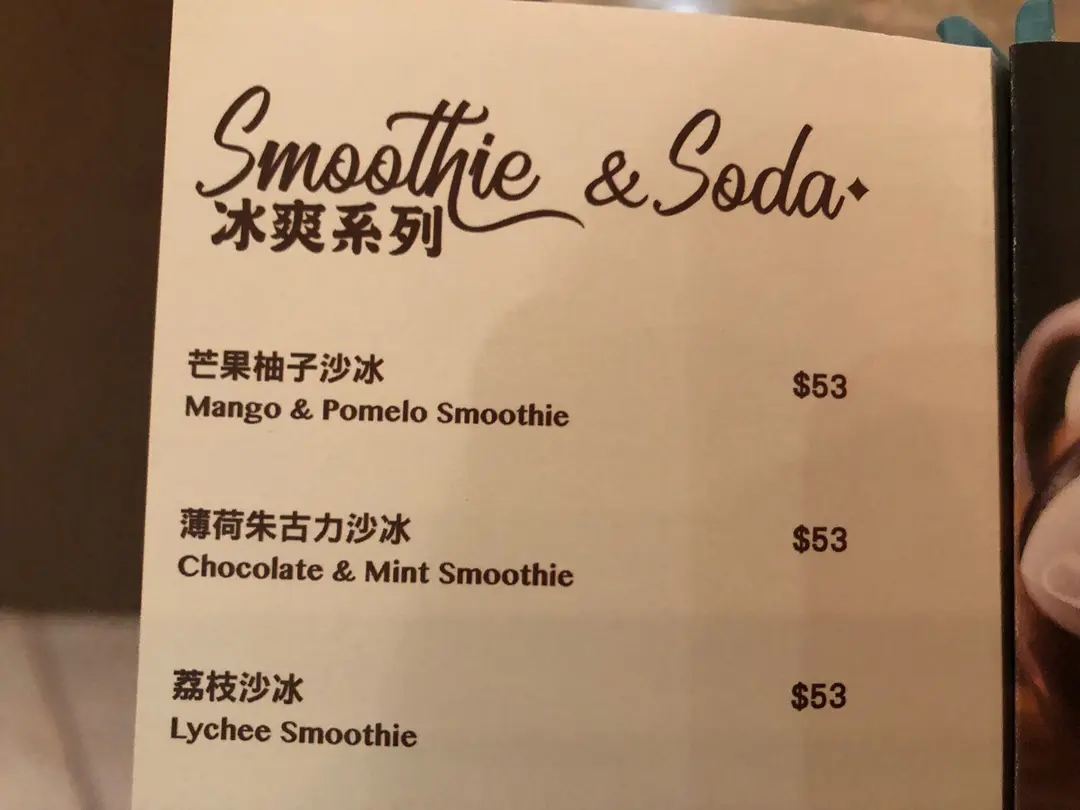 Smoothie & Soda
冰爽系列
芒果柚子沙冰
Mango & Pomelo Smoothie
$53
薄荷朱古力沙冰
Chocolate & Mint Smoothie
$53
荔枝沙冰
Lychee Smoothie
$53